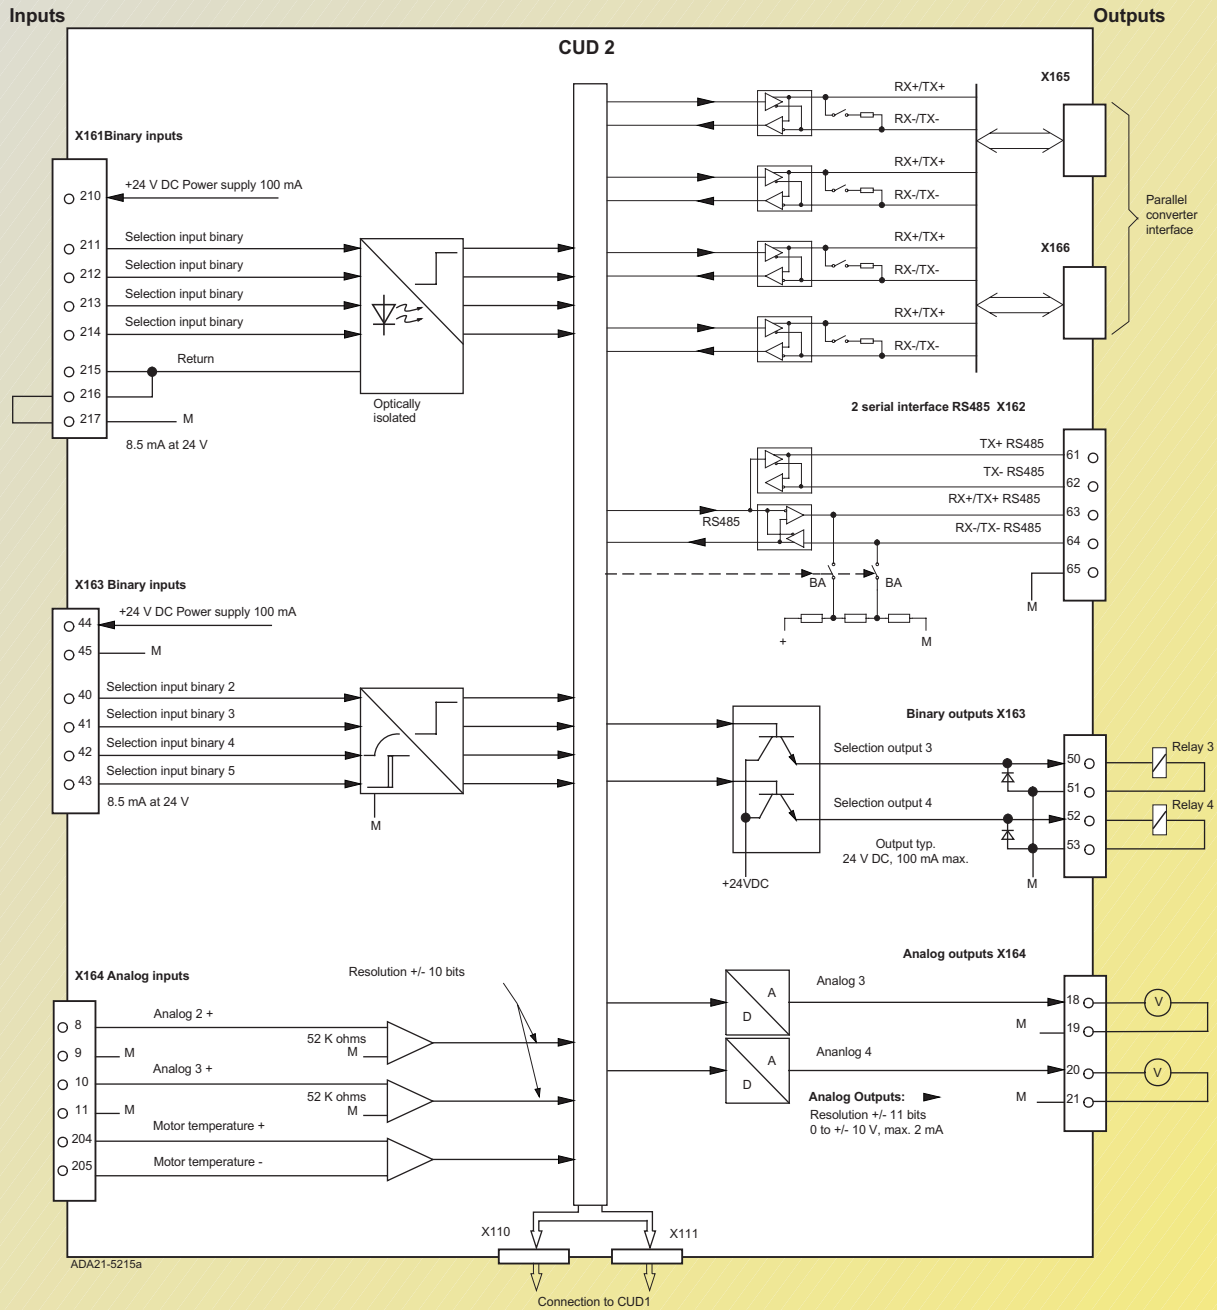 Inputs
Outputs
CUD 2
X161Binary inputs
210
+24 V DC Power supply 100 mA
211
Selection input binary
212
Selection input binary
213
Selection input binary
214
Selection input binary
215
Return
216
217
M
8.5 mA at 24 V
Optically
isolated
X163 Binary inputs
44
+24 V DC Power supply 100 mA
45
M
40
Selection input binary 2
41
Selection input binary 3
42
Selection input binary 4
43
Selection input binary 5
8.5 mA at 24 V
M
X164 Analog inputs
Resolution +/- 10 bits
8
Analog 2 +
52 K ohms
9
M
M
10
Analog 3 +
52 K ohms
11
M
M
204
Motor temperature +
205
Motor temperature -
X165
RX+/TX+
RX-/TX-
RX+/TX+
RX-/TX-
Parallel
converter
interface
X166
RX+/TX+
RX-/TX-
RX+/TX+
RX-/TX-
2 serial interface RS485 X162
TX+ RS485
61
TX- RS485
62
RX+/TX+ RS485
63
RS485
RX-/TX- RS485
64
65
BA
BA
M
+
M
Binary outputs X163
Selection output 3
50
Relay 3
51
Selection output 4
52
Relay 4
53
Output typ.
24 V DC, 100 mA max.
+24VDC
M
Analog outputs X164
A
D
Analog 3
18
V
M
19
A
D
Ananlog 4
20
V
M
21
Analog Outputs:
Resolution +/- 11 bits
0 to +/- 10 V, max. 2 mA
X110
X111
ADA21-5215a
Connection to CUD1